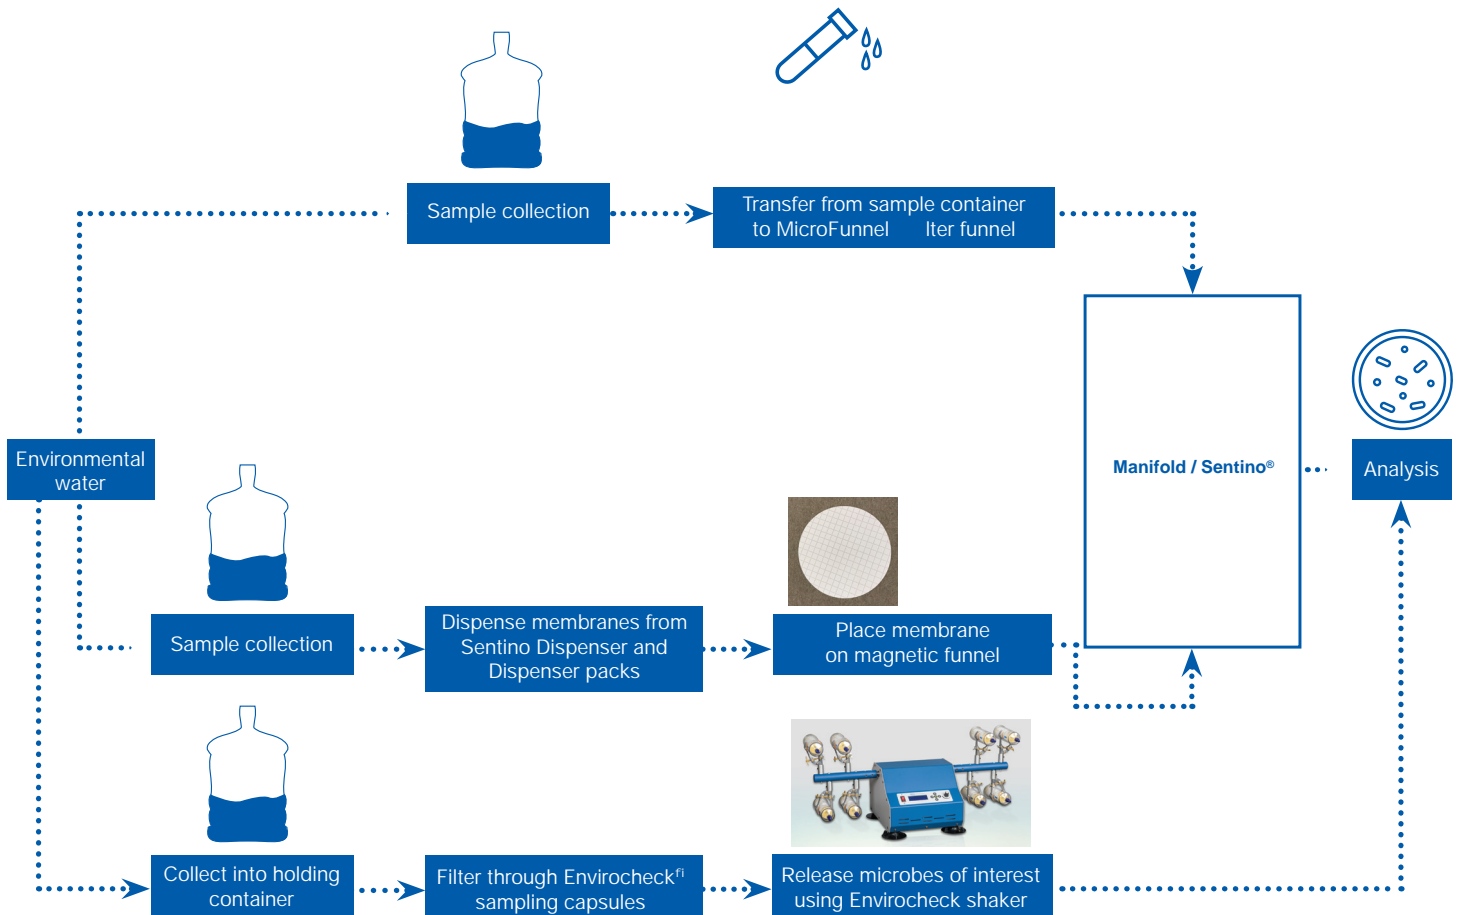 Sample collection
Transfer from sample container
to MicroFunnel lter funnel
Manifold / Sentino®
Analysis
Environmental
water
Sample collection
Dispense membranes from
Sentino Dispenser and
Dispenser packs
Place membrane
on magnetic funnel
Collect into holding
container
Filter through Envirocheckfi
sampling capsules
Release microbes of interest
using Envirocheck shaker